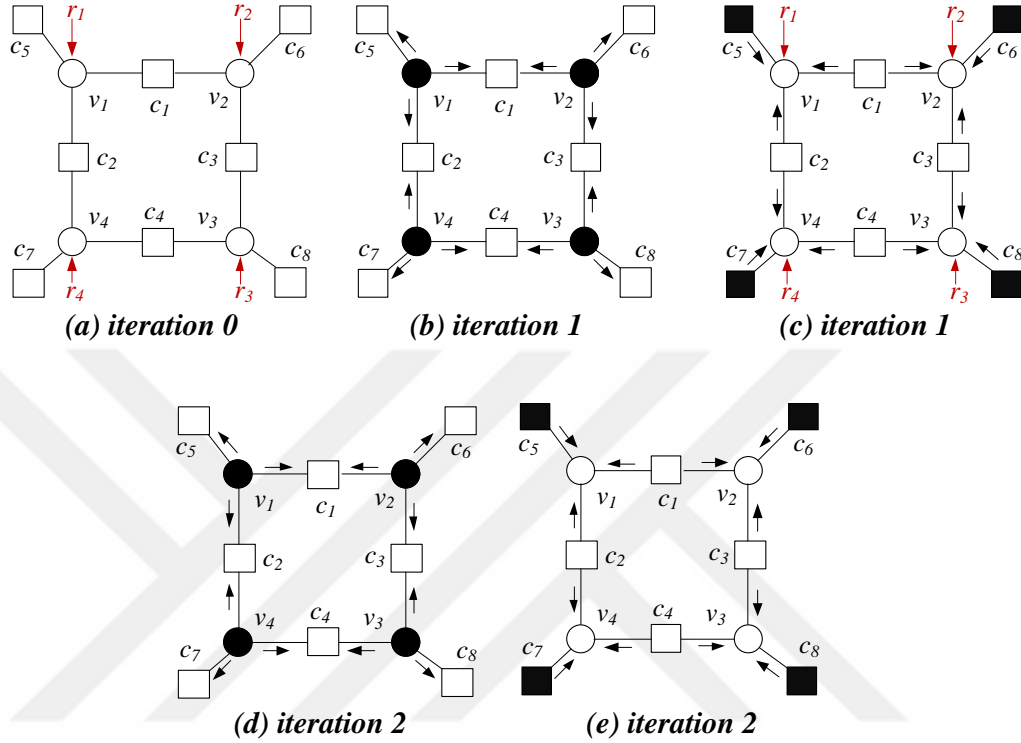 r1 r2 r1 r2
c5 c6 c5 c6 c5 c6
v1 c1 v2 v1 c1 v2 v1 c1 v2
c2 c3 c2 c3 c2 c3
v4 c4 v3 v4 c4 v3 v4 c4 v3
c7 c8 c7 c8 c7 c8
r4 r3 r4 r3
(a) iteration 0 (b) iteration 1 (c) iteration 1
c5 c6 c5 c6
v1 c1 v2 v1 c1 v2
c2 c3 c2 c3
v4 c4 v3 v4 c4 v3
c7 c8 c7 c8
(d) iteration 2 (e) iteration 2